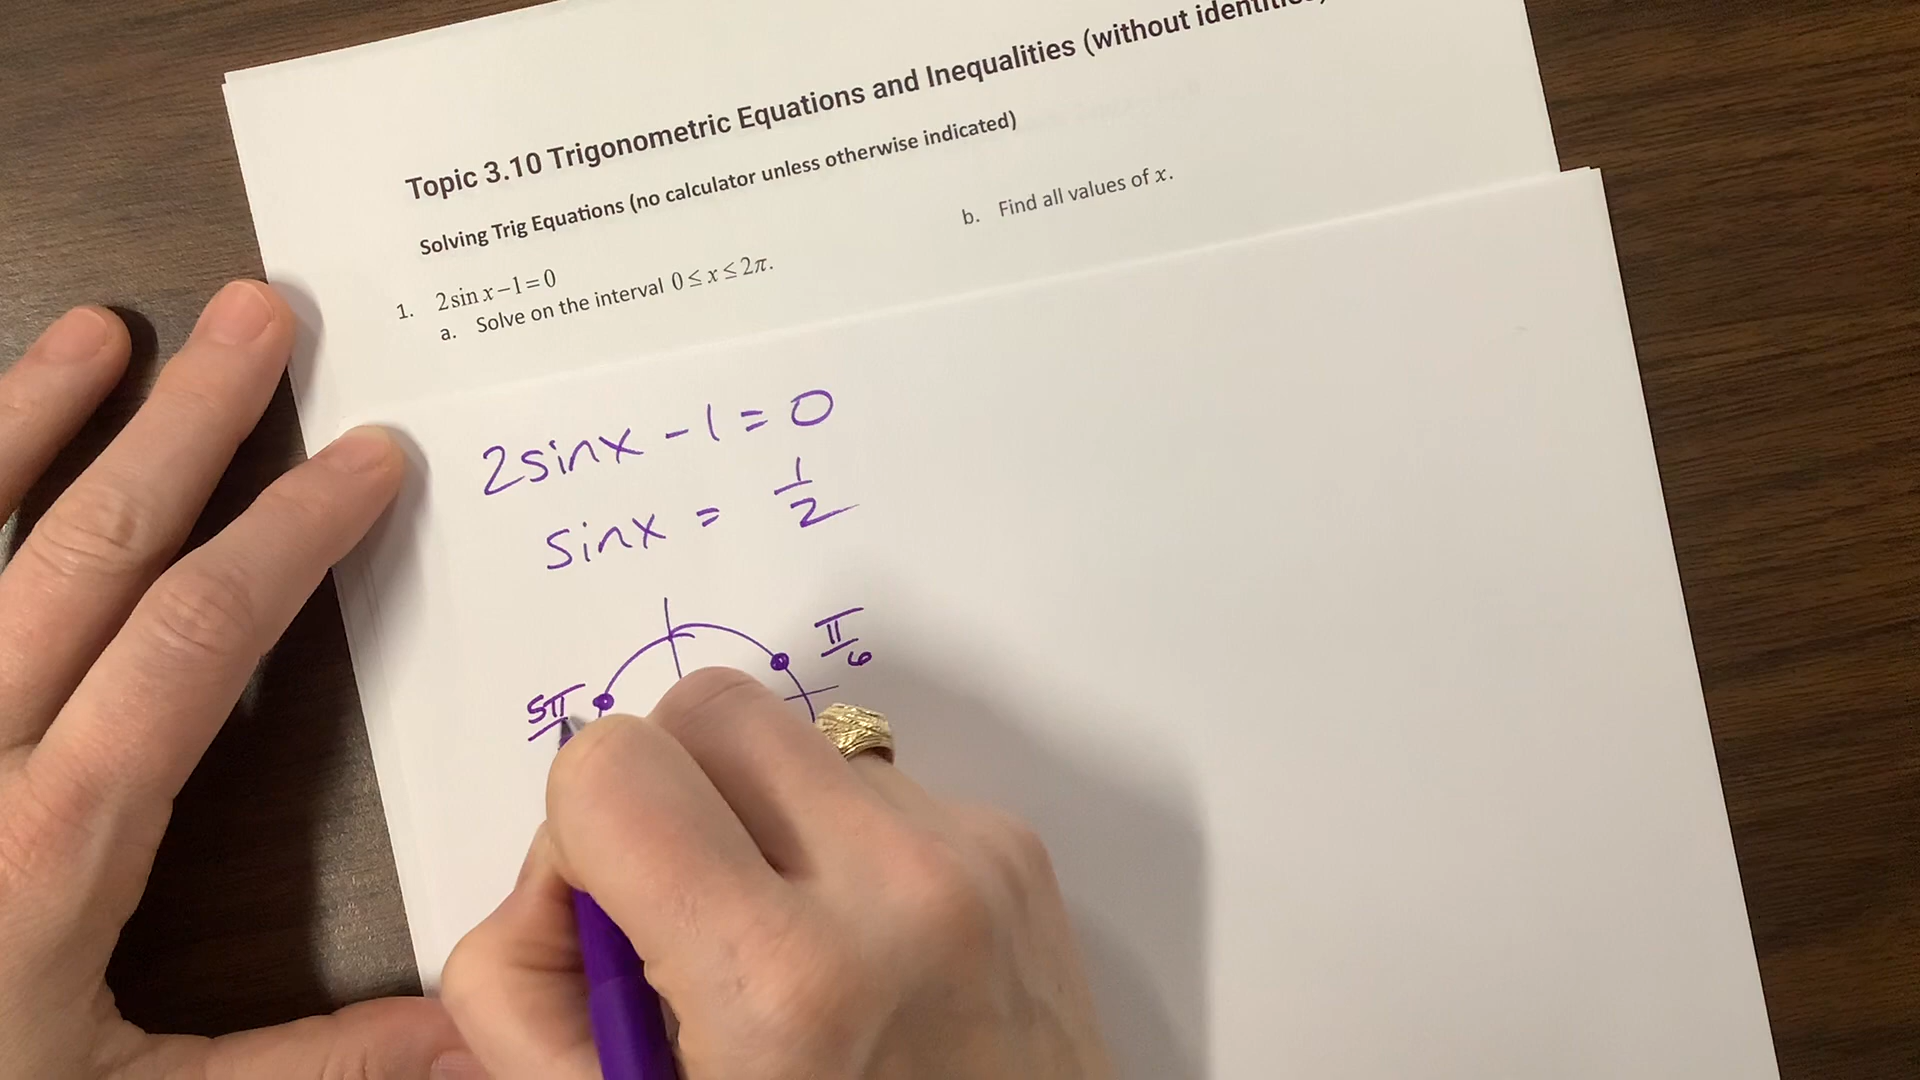 Topic 3.10 Trigonometric Equations and Inequalities (without identities)
Solving Trig Equations (no calculator unless otherwise indicated)
1. 2 sin x − 1 = 0
a. Solve on the interval 0 ≤ x ≤ 2π.
b. Find all values of x.
2sinx - 1 = 0
sinx = 1/2
π/6
5π